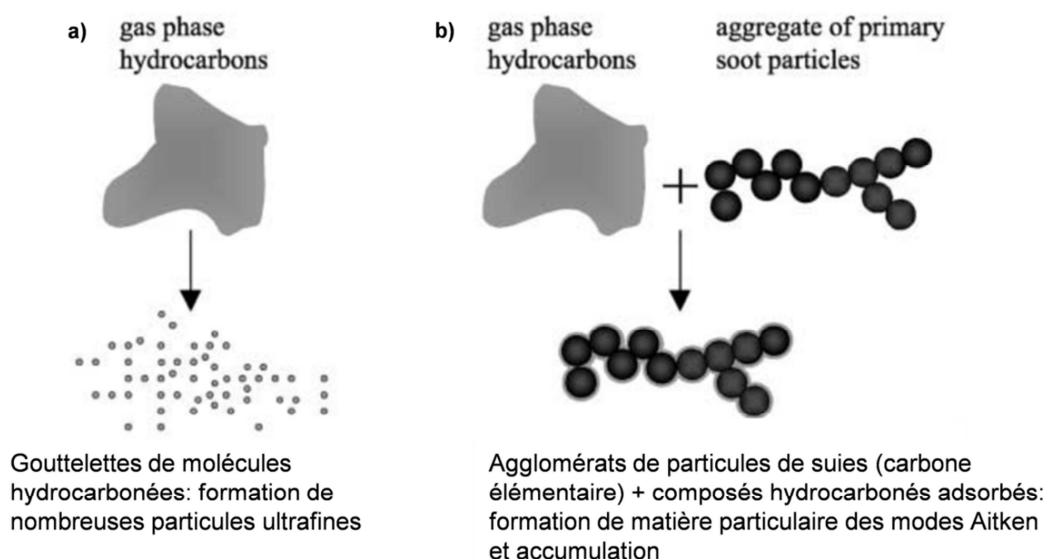 a)
gas phase
hydrocarbons
b)
gas phase
hydrocarbons
aggregate of primary
soot particles
+
Gouttelettes de molécules
hydrocarbonées: formation de
nombreuses particules ultrafines
Agglomérats de particules de suies (carbone
élémentaire) + composés hydrocarbonés adsorbés:
formation de matière particulaire des modes Aitken
et accumulation